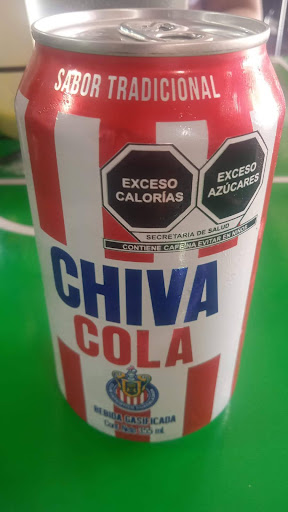 SABOR TRADICIONAL
EXCESO
CALORÍAS
EXCESO
AZÚCARES
SECRETARÍA DE SALUD
CONTIENE CAFEÍNA EVITAR EN NIÑOS
CHIVA
COLA
BEBIDA GASIFICADA